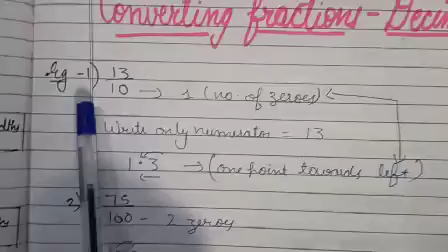 Converting fractions - Deci
Eg -1) 13
10 → 1 (no. of zeroes)
Write only numerator = 13
1.3 → (one point towards left)
2) 75
100 - 2 zeroes